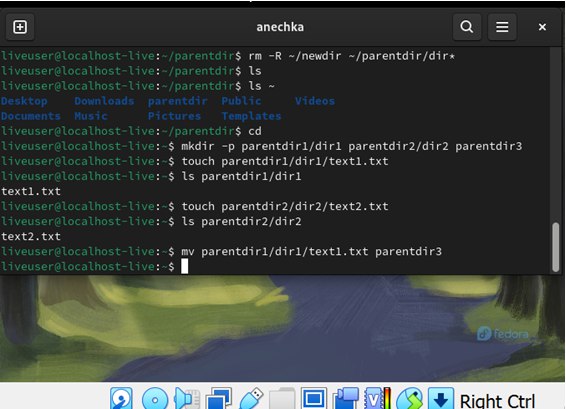 anechka
liveuser@localhost-live:~/parentdir$ rm -R ~/newdir ~/parentdir/dir*
liveuser@localhost-live:~/parentdir$ ls
liveuser@localhost-live:~/parentdir$ ls ~
Desktop Downloads parentdir Public Videos
Documents Music Pictures Templates
liveuser@localhost-live:~/parentdir$ cd
liveuser@localhost-live:~$ mkdir -p parentdir1/dir1 parentdir2/dir2 parentdir3
liveuser@localhost-live:~$ touch parentdir1/dir1/text1.txt
liveuser@localhost-live:~$ ls parentdir1/dir1
text1.txt
liveuser@localhost-live:~$ touch parentdir2/dir2/text2.txt
liveuser@localhost-live:~$ ls parentdir2/dir2
text2.txt
liveuser@localhost-live:~$ mv parentdir1/dir1/text1.txt parentdir3
liveuser@localhost-live:~$
fedora
Right Ctrl